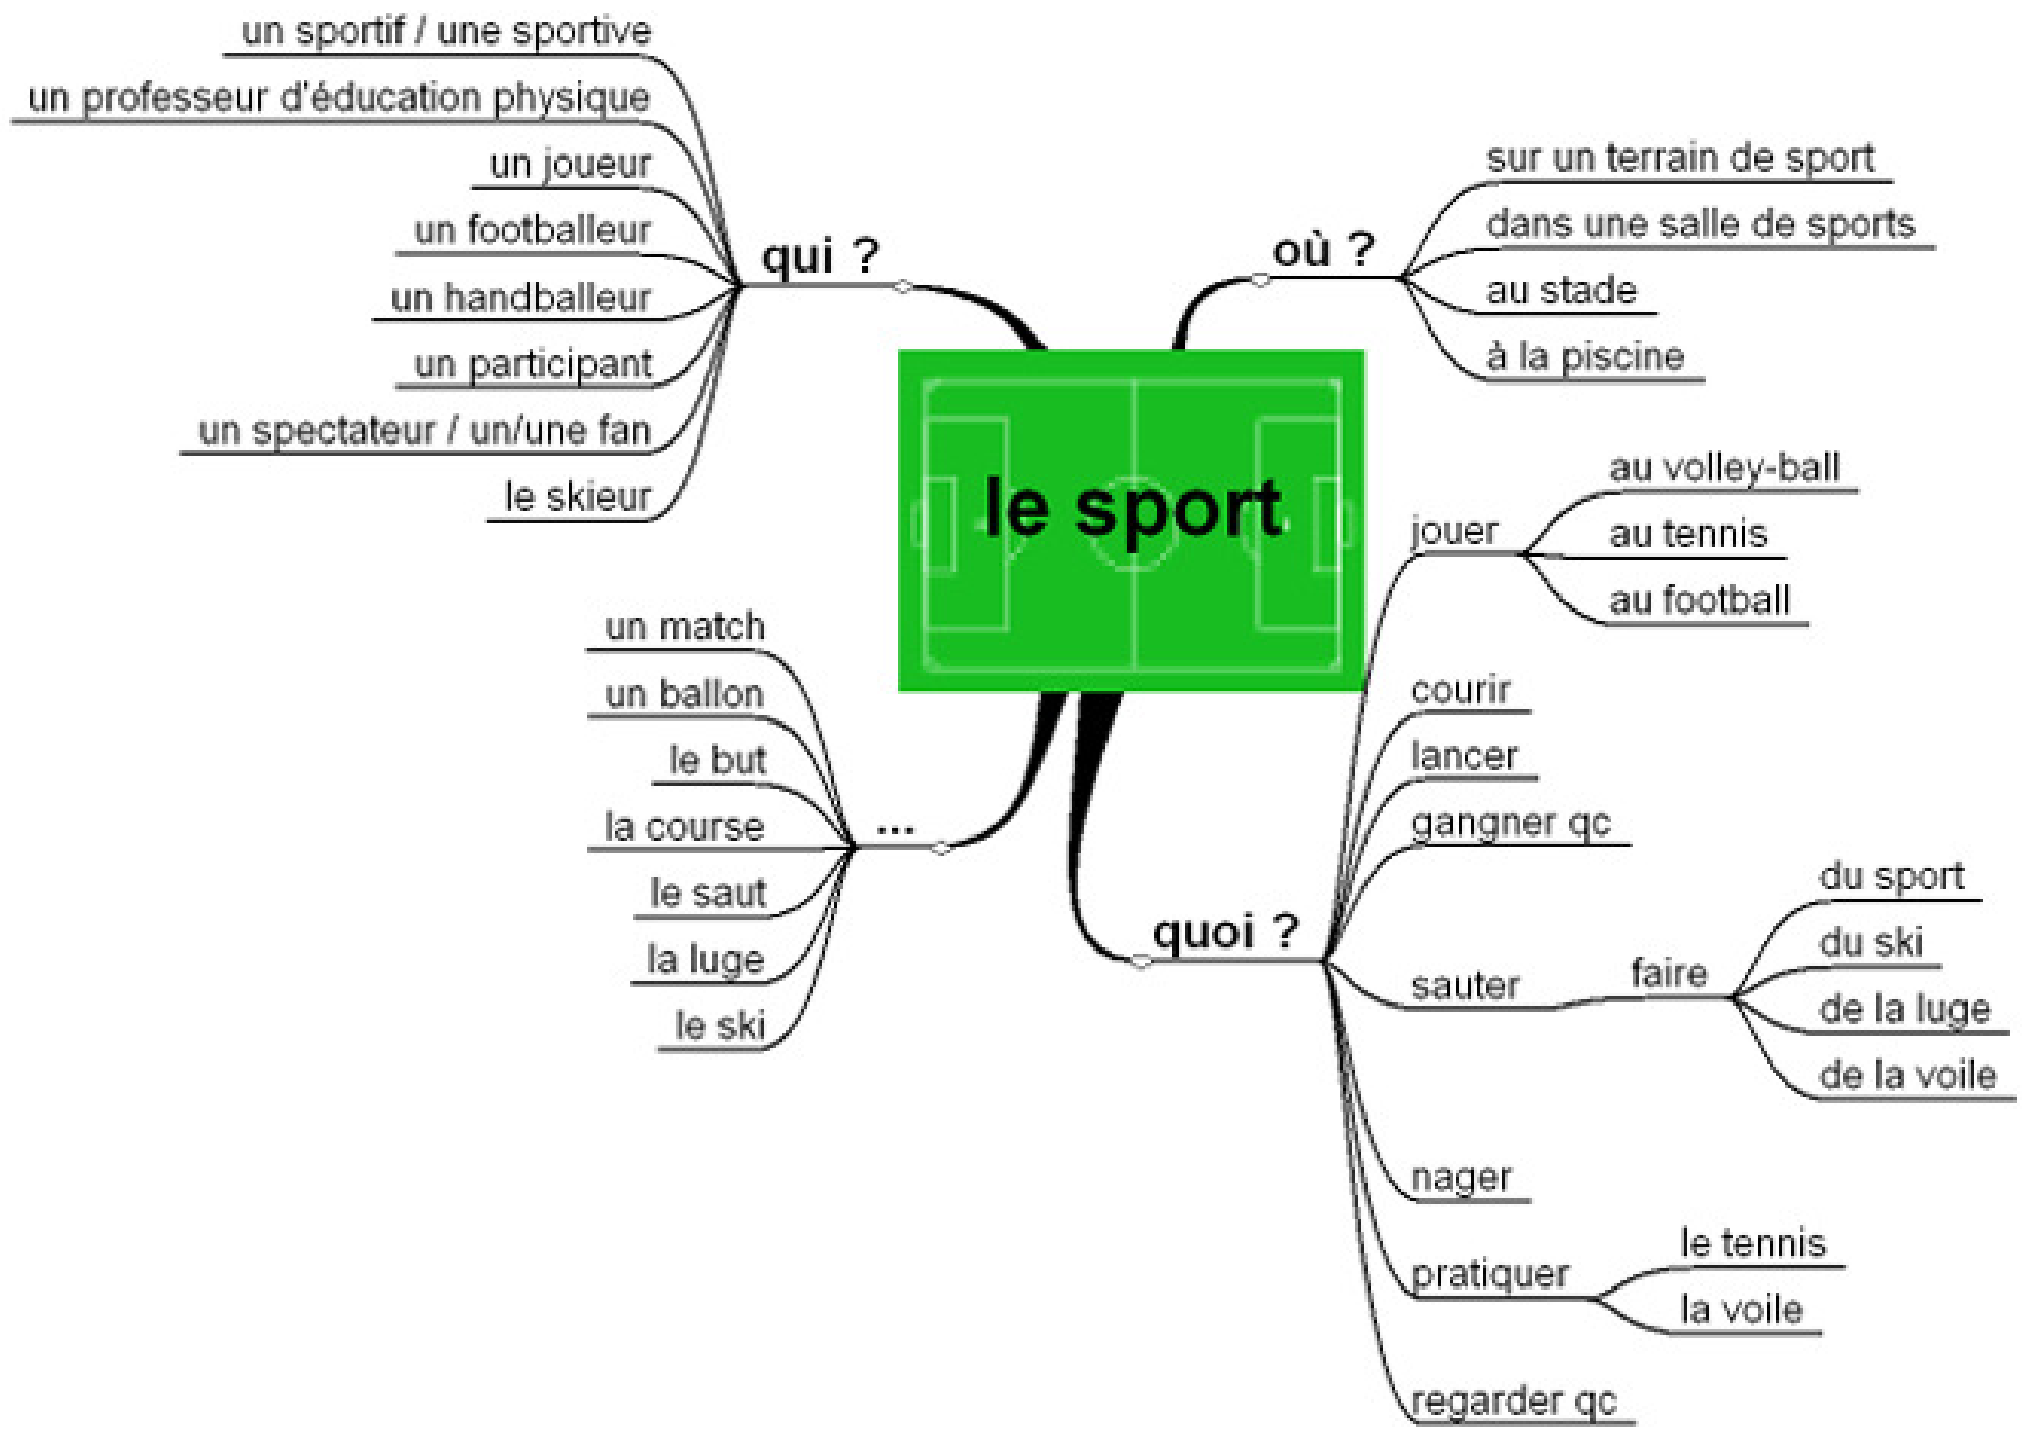 un sportif / une sportive
un professeur d'éducation physique
un joueur
un footballeur
un handballeur
un participant
un spectateur / un/une fan
le skieur
qui ?
où ?
sur un terrain de sport
dans une salle de sports
au stade
à la piscine
le sport
un match
un ballon
le but
la course
le saut
la luge
le ski
...
quoi ?
jouer
au volley-ball
au tennis
au football
courir
lancer
gangner qc
sauter
faire
du sport
du ski
de la luge
de la voile
nager
pratiquer
le tennis
la voile
regarder qc